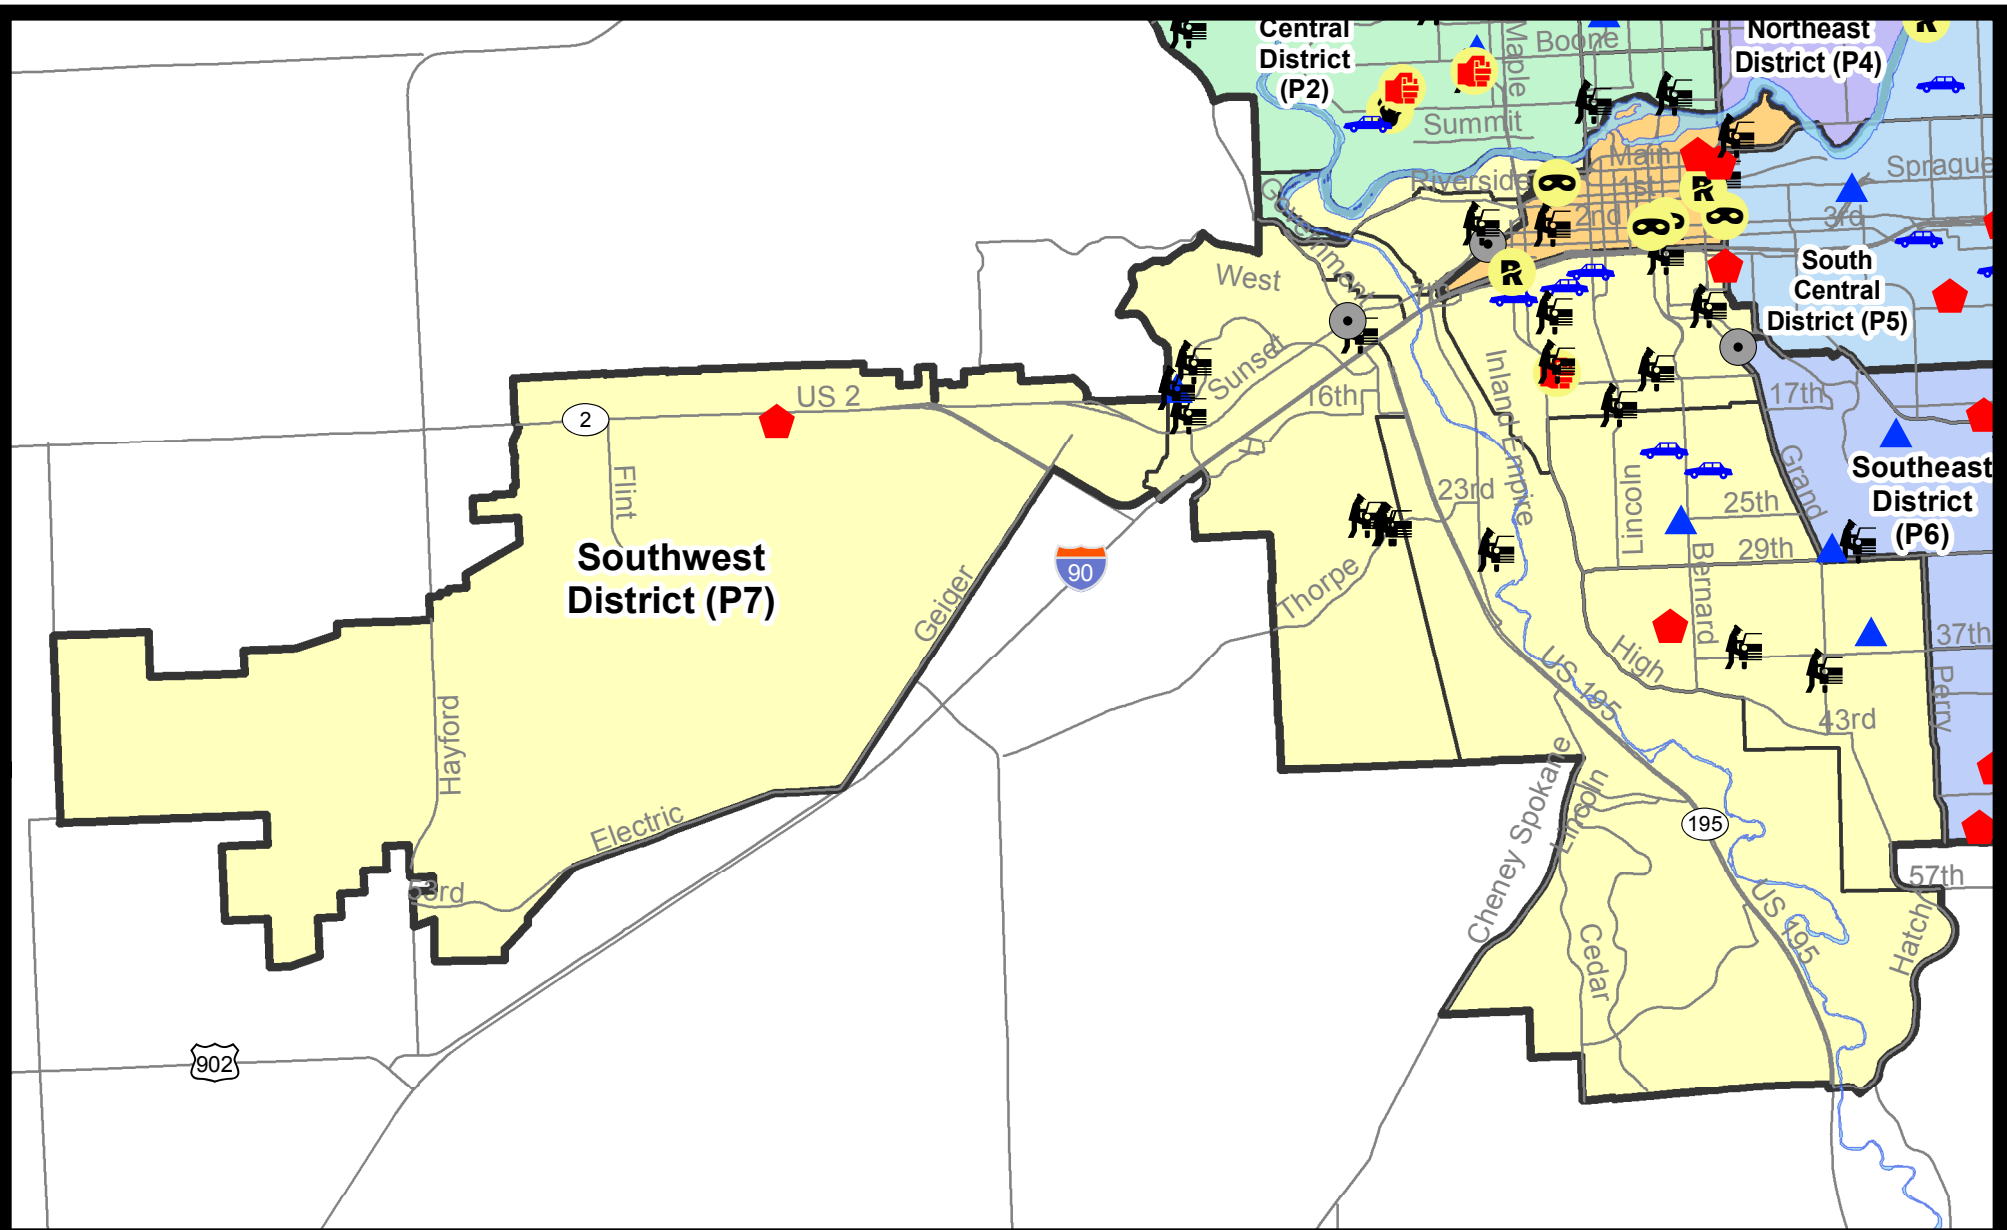 Central
District
(P2)
Northeast
District (P4)
Maple
Boone
Summit
Main
Sprague
Riverside
1st
2nd
3rd
Government
South
Central
District (P5)
West
7th
Sunset
16th
17th
US 2
2
Inland Empire
Grand
Southeast
District
(P6)
Flint
23rd
Lincoln
25th
29th
Bernard
Southwest
District (P7)
90
Geiger
Thorpe
37th
High
US 195
Perry
43rd
Hayford
Cheney Spokane
Lincoln
195
Electric
57th
53rd
US 195
Hatch
Cedar
902
R
R
R